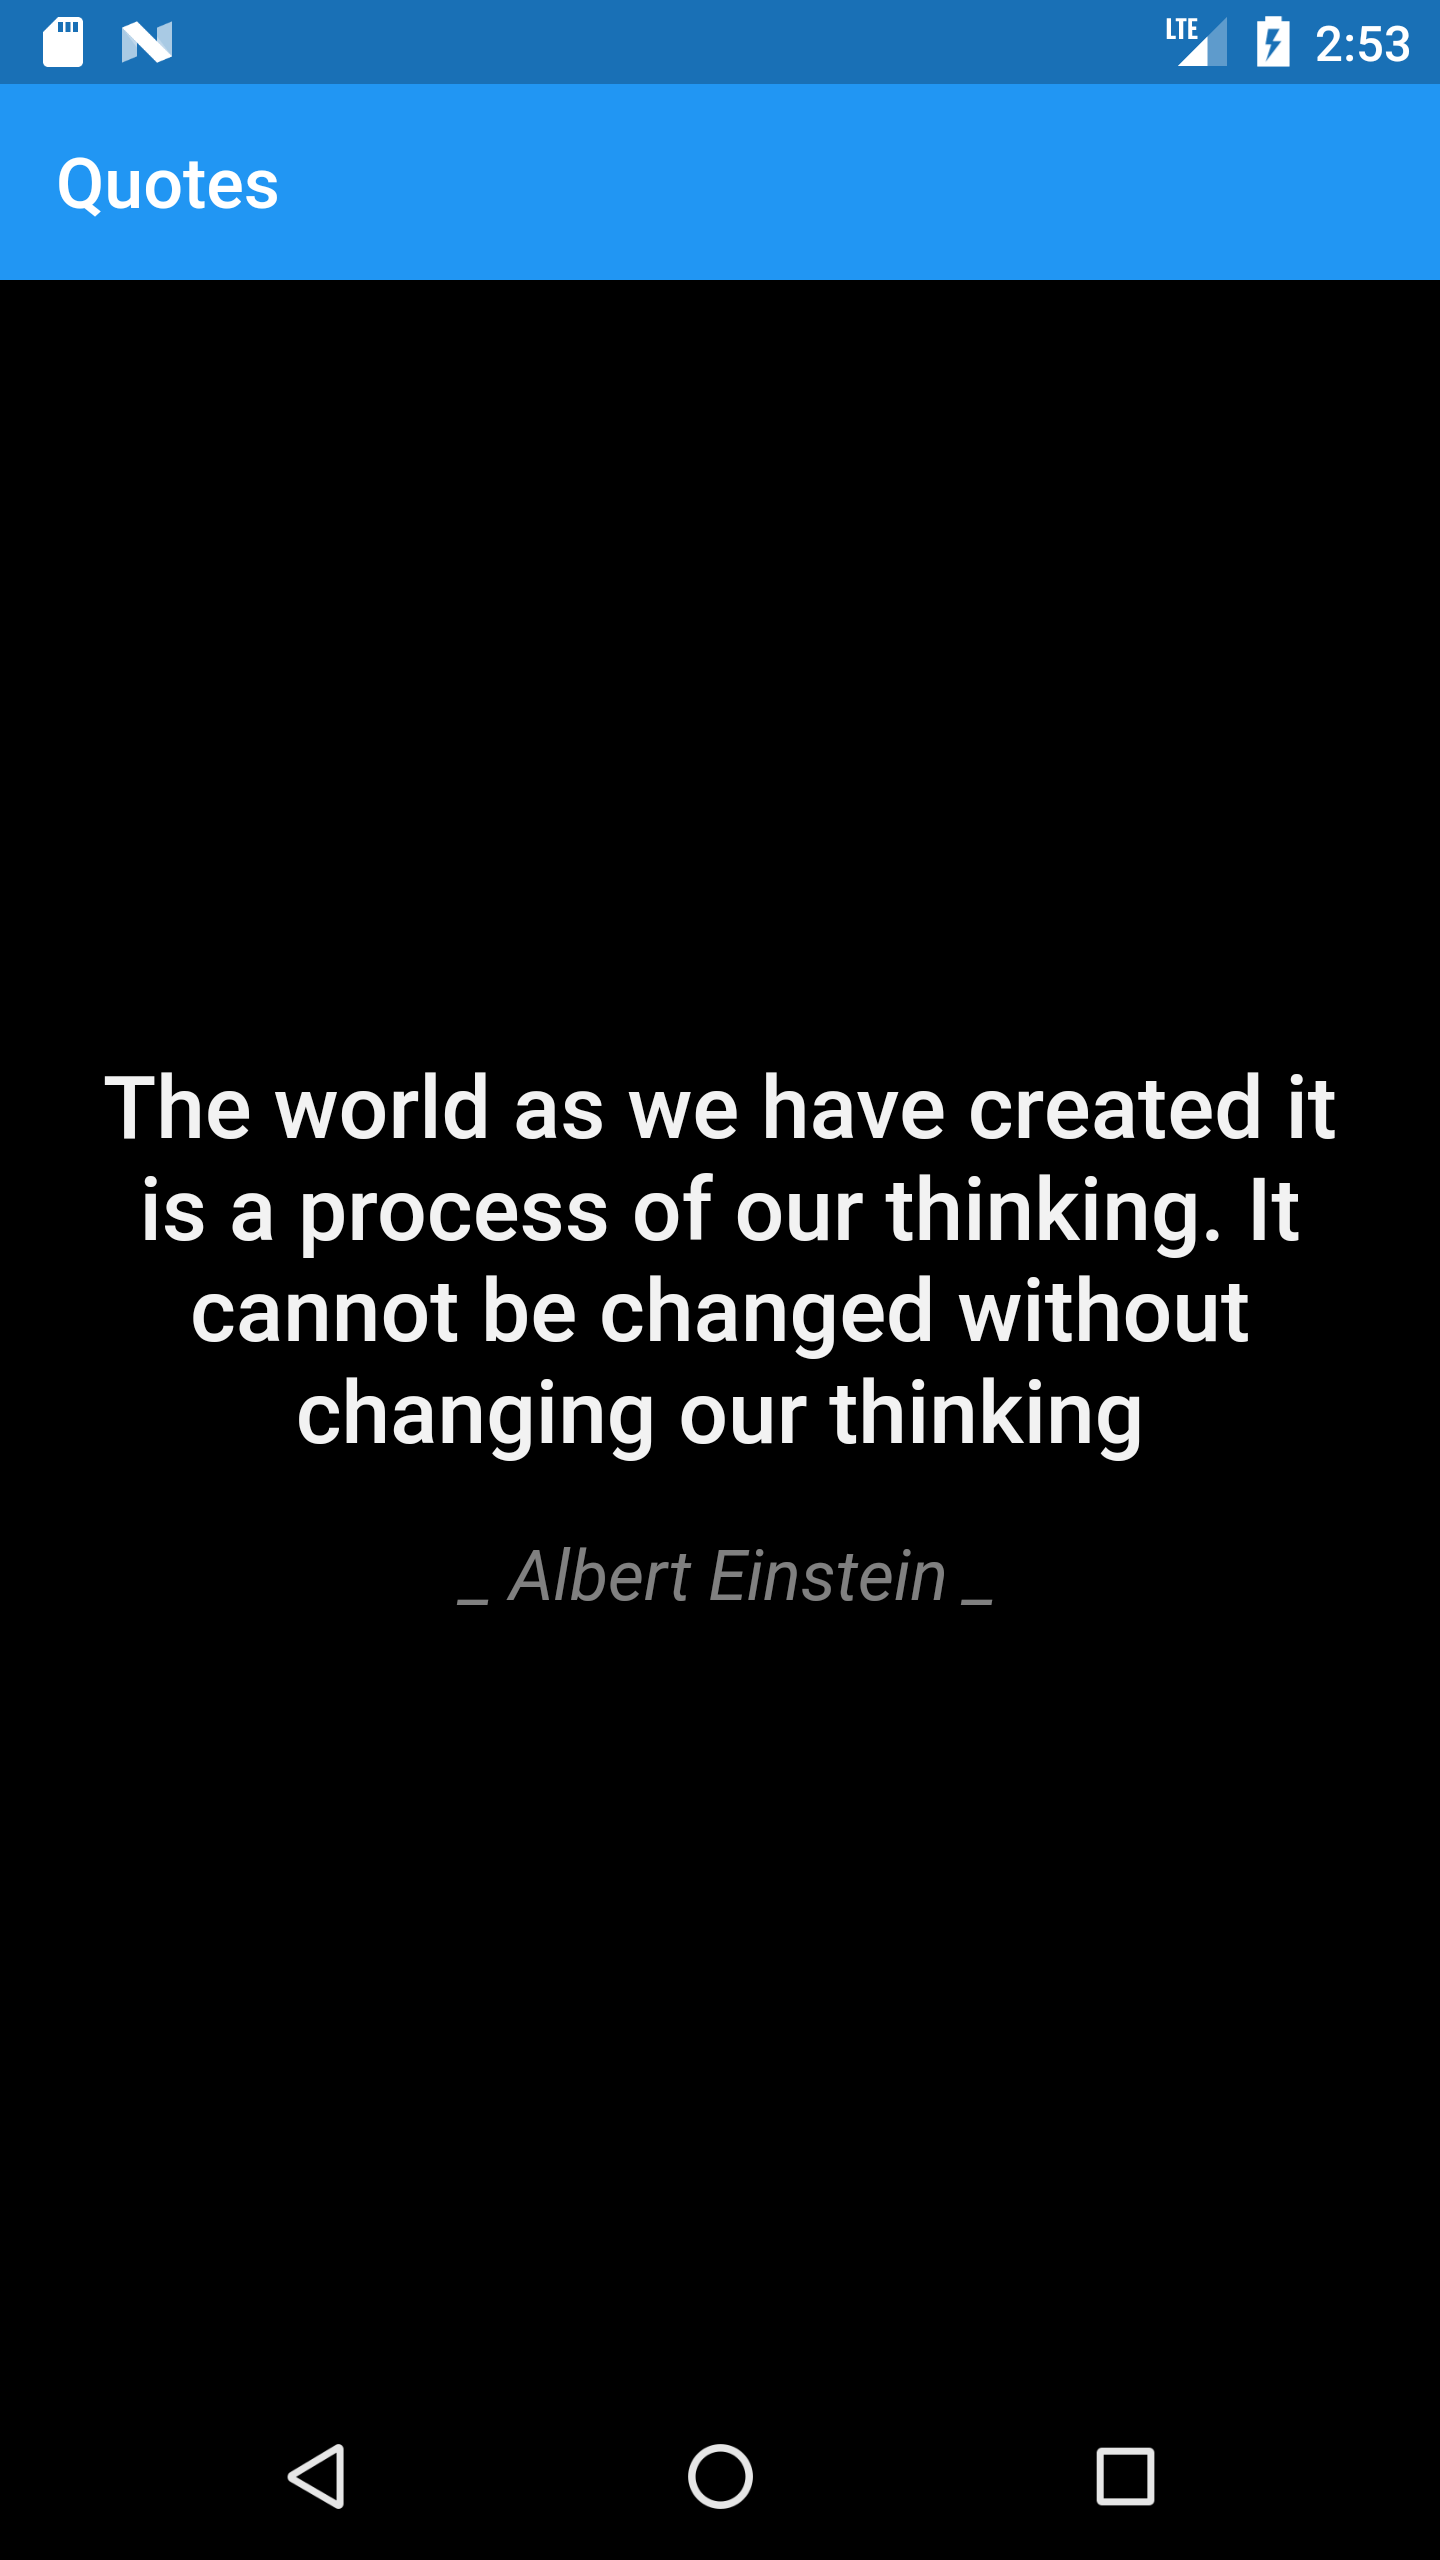 LTE 2:53
Quotes
The world as we have created it
is a process of our thinking. It
cannot be changed without
changing our thinking
_ Albert Einstein _